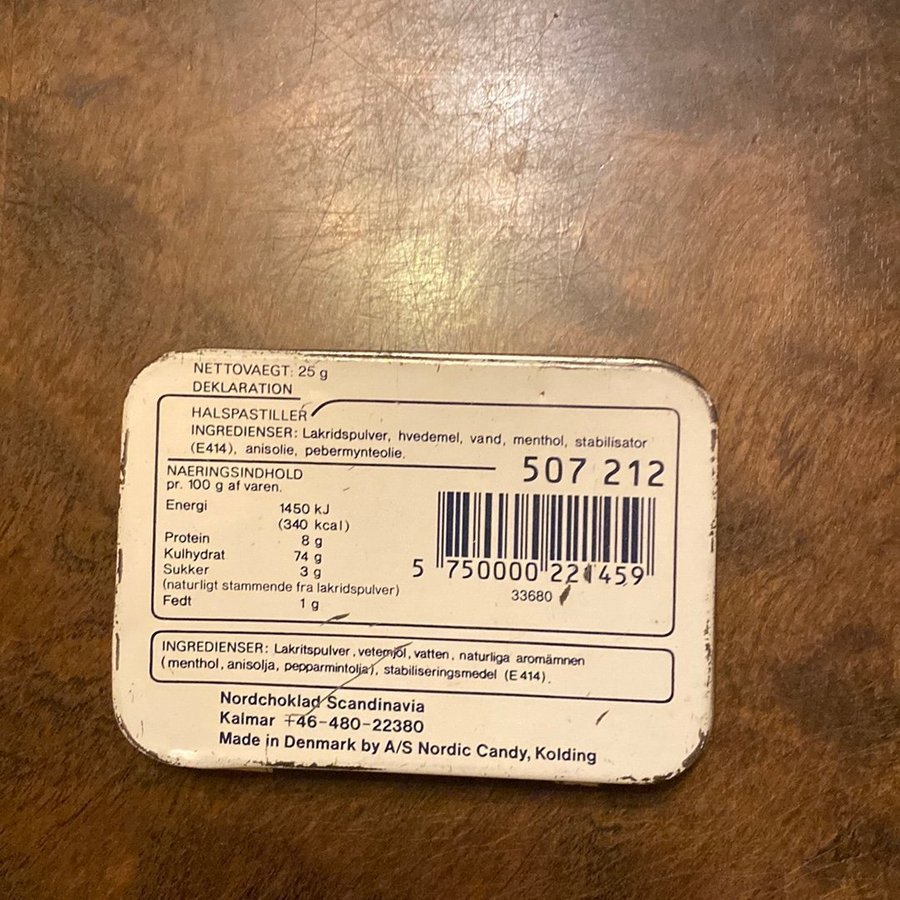 NETTOVAEGT: 25 g
DEKLARATION
HALSPASTILLER
INGREDIENSER: Lakridspulver, hvedemel, vand, menthol, stabilisator
(E414), anisolie, pebermynteolie.
507 212
NAERINGSINDHOLD
pr. 100 g af varen.
Energi 1450 kJ
(340 kcal)
Protein 8 g
Kulhydrat 74 g
Sukker 3 g
(naturligt stammende fra lakridspulver)
Fedt 1 g
5 750000 221459
33680
INGREDIENSER: Lakritspulver, vetemjöl, vatten, naturliga aromämnen
(menthol, anisolja, pepparmintolja), stabiliseringsmedel (E 414).
Nordchoklad Scandinavia
Kalmar +46-480-22380
Made in Denmark by A/S Nordic Candy, Kolding